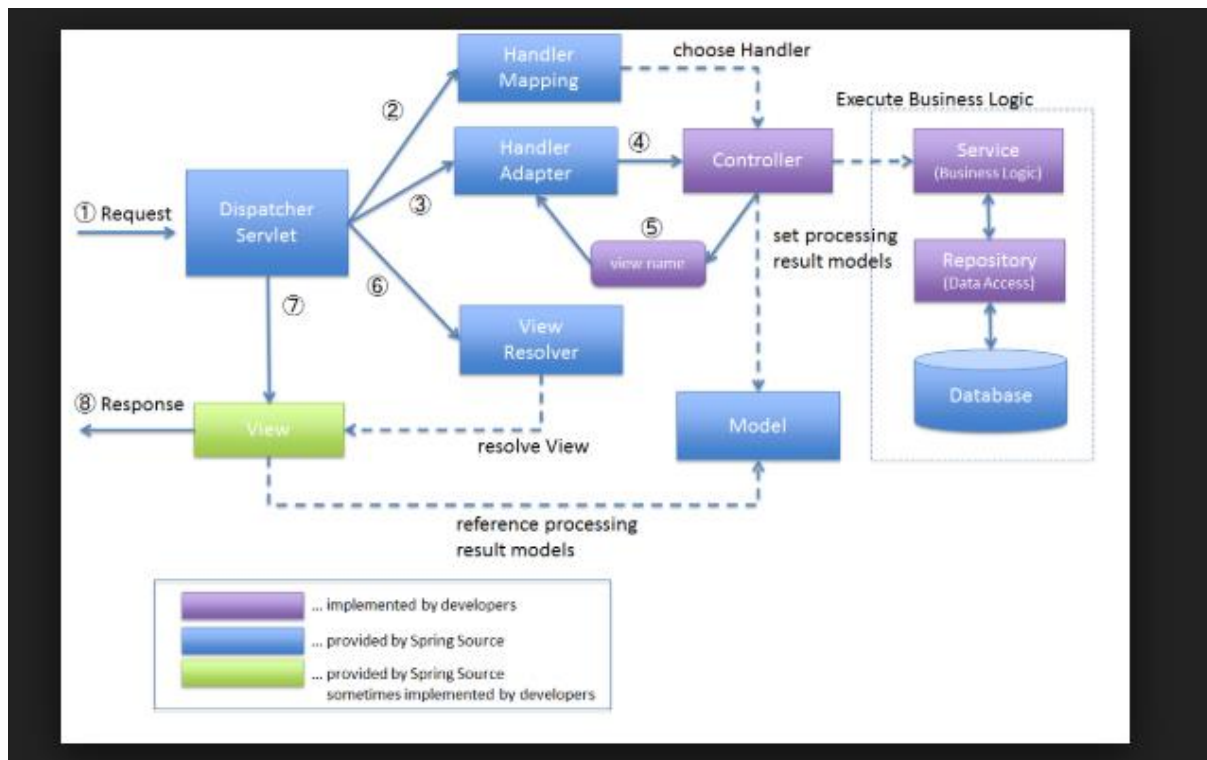 Handler
Mapping
choose Handler
②
Execute Business Logic
Handler
Adapter
④
Controller
Service
(Business Logic)
① Request
Dispatcher
Servlet
③
⑤
view name
set processing
result models
Repository
(Data Access)
⑥
⑦
View
Resolver
Database
⑧ Response
View
resolve View
Model
reference processing
result models
... implemented by developers
... provided by Spring Source
... provided by Spring Source
sometimes implemented by developers